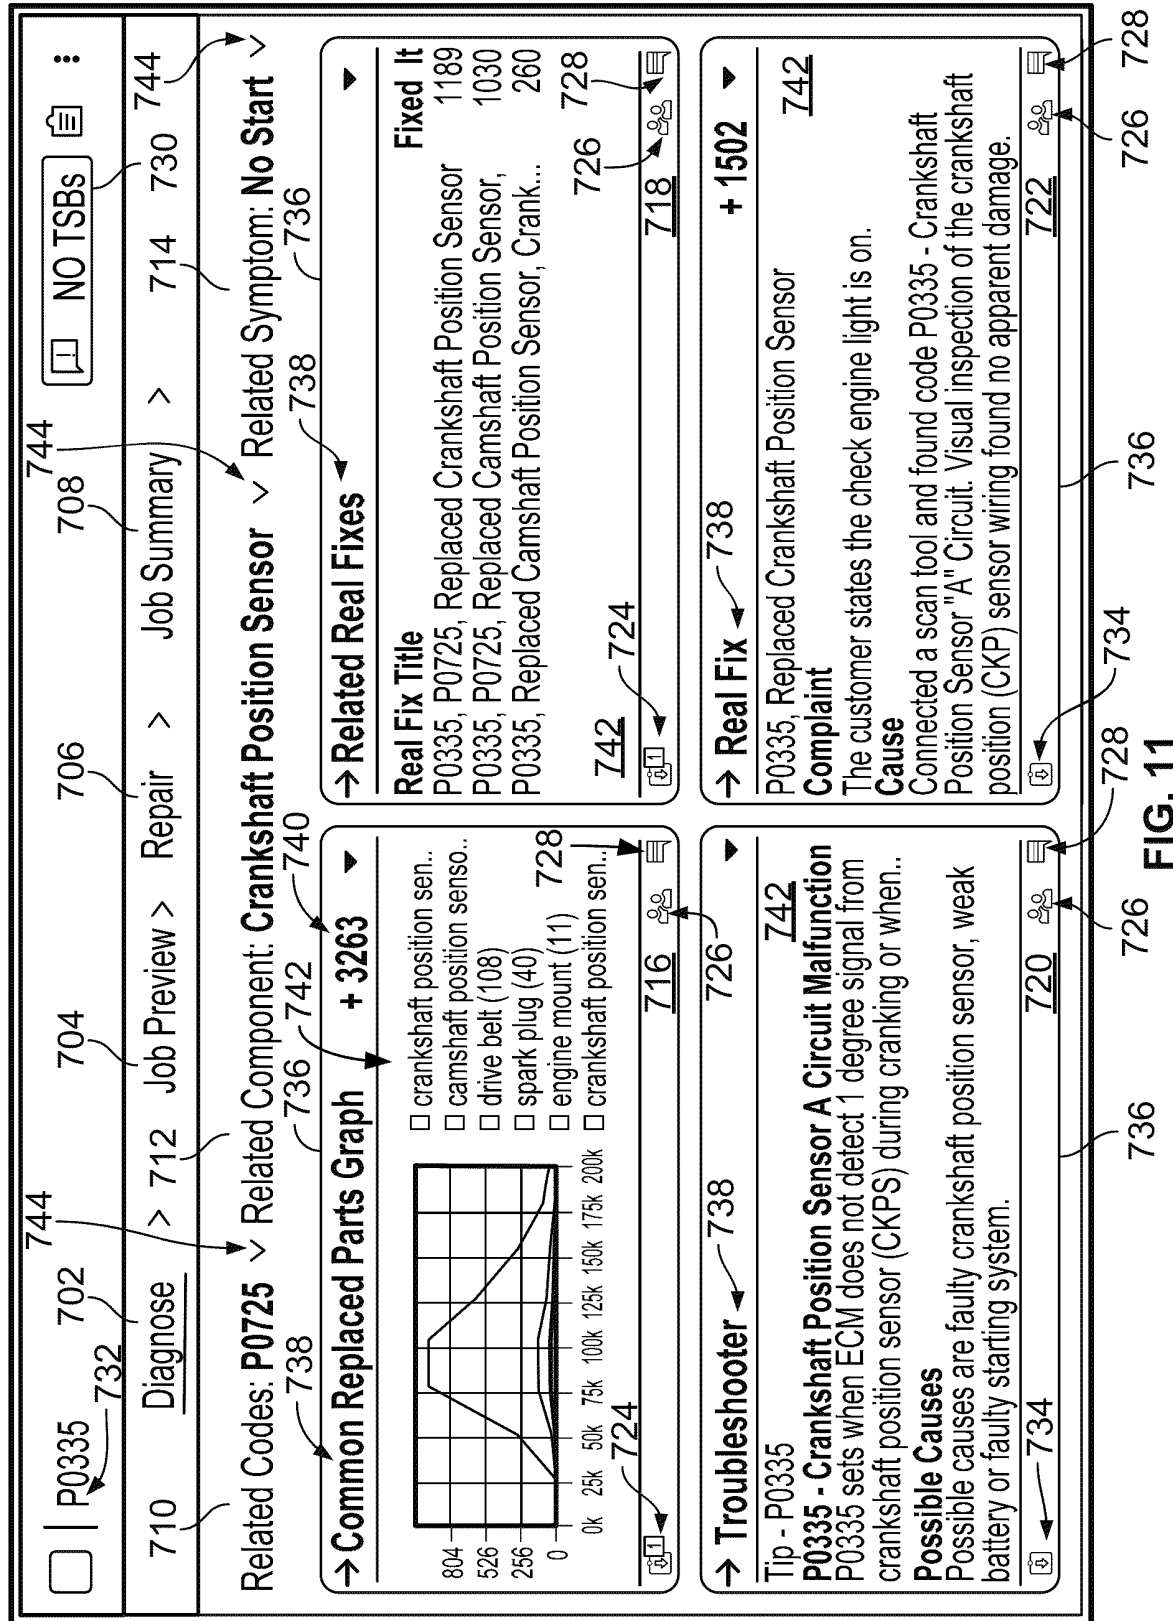 P0335
732
NO TSBs
730
702
744
704
706
708
744
714
744
Diagnose >
Job Preview >
Repair >
Job Summary >
710
712
Related Codes: P0725
Related Component: Crankshaft Position Sensor
Related Symptom: No Start
738
736
742
740
→Common Replaced Parts Graph + 3263
804
526
256
0
0k 25k 50k 75k 100k 125k 150k 175k 200k
crankshaft position sen..
camshaft position senso..
drive belt (108)
spark plug (40)
engine mount (11)
crankshaft position sen..
728
724
1
716
726
738
736
→Related Real Fixes
Real Fix Title Fixed It
P0335, P0725, Replaced Crankshaft Position Sensor 1189
P0335, P0725, Replaced Camshaft Position Sensor, 1030
P0335, Replaced Camshaft Position Sensor, Crank... 260
742
724
726
728
1
718
→ Troubleshooter
738
Tip - P0335
742
P0335 - Crankshaft Position Sensor A Circuit Malfunction
P0335 sets when ECM does not detect 1 degree signal from
crankshaft position sensor (CKPS) during cranking or when..
Possible Causes
Possible causes are faulty crankshaft position sensor, weak
battery or faulty starting system.
734
720
736
726
728
→ Real Fix
738
+ 1502
P0335, Replaced Crankshaft Position Sensor
742
Complaint
The customer states the check engine light is on.
Cause
Connected a scan tool and found code P0335 - Crankshaft
Position Sensor "A" Circuit. Visual inspection of the crankshaft
position (CKP) sensor wiring found no apparent damage.
722
734
736
726
728
FIG. 11